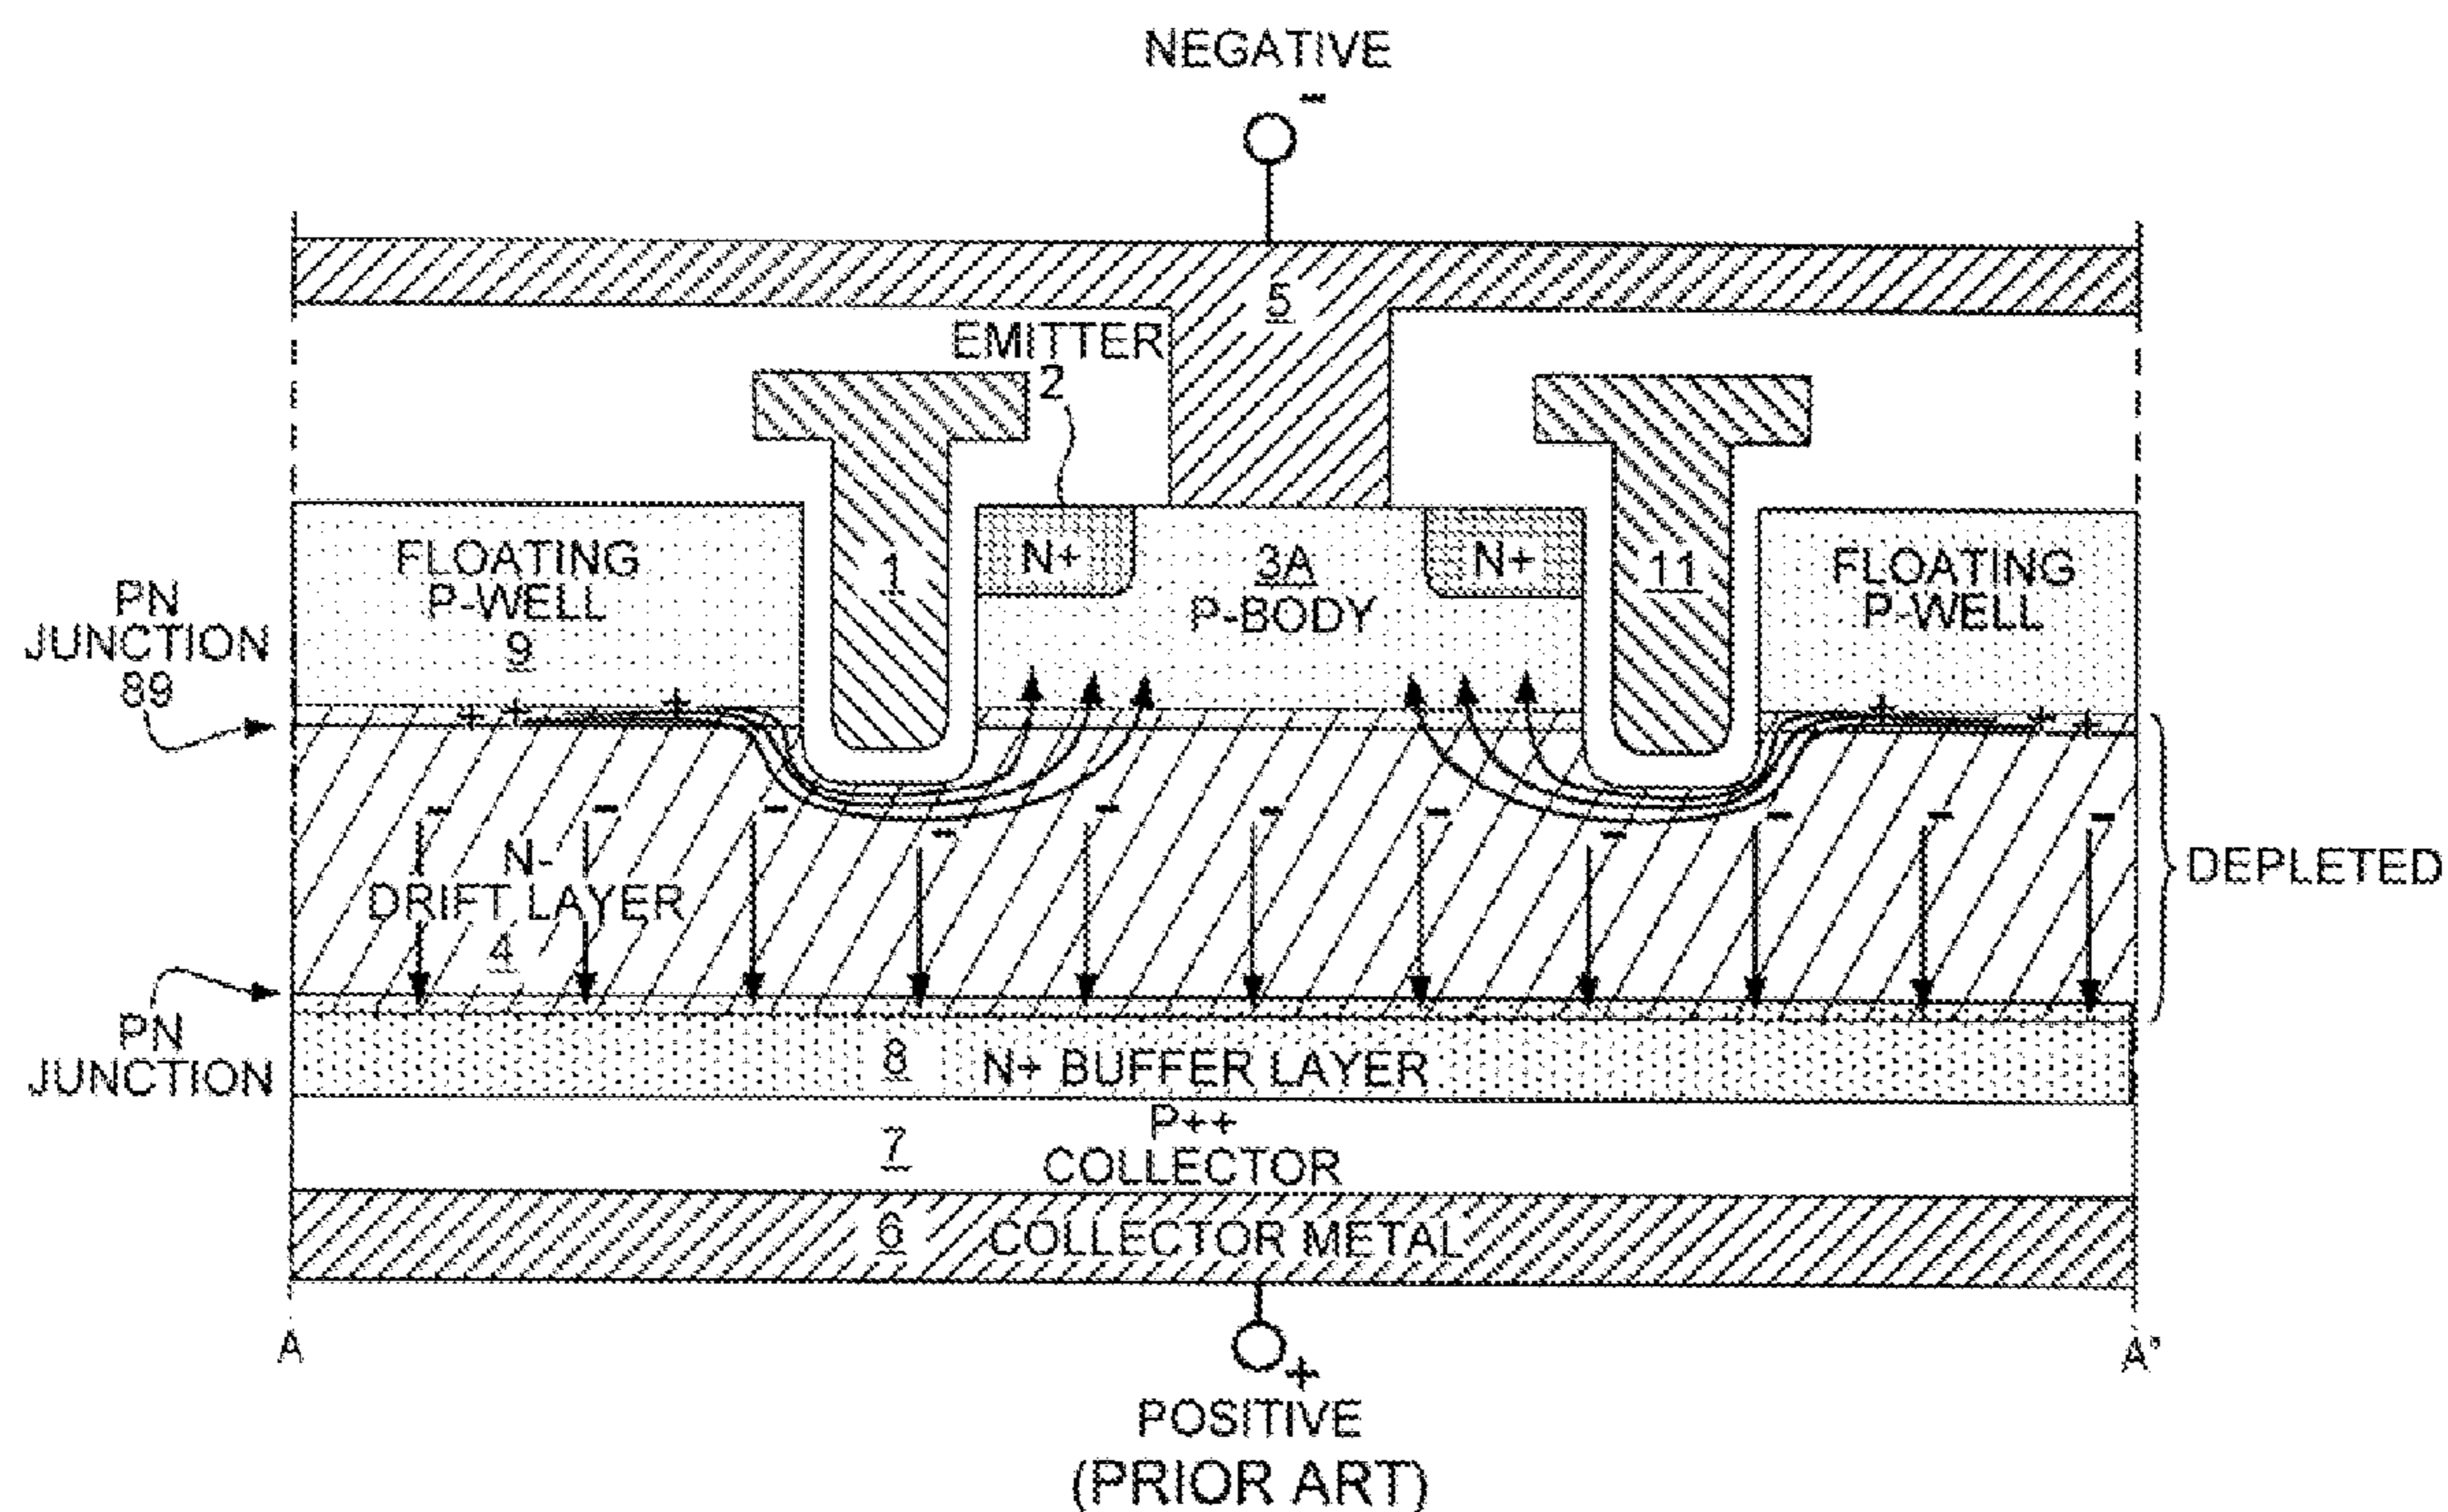 NEGATIVE
-
5
EMITTER
2
FLOATING
P-WELL
9
1
N+
3A
P-BODY
N+
11
FLOATING
P-WELL
PN
JUNCTION
89
+ + +
+ + +
- - - - - - - - - - -
N-
DRIFT LAYER
4
DEPLETED
PN
JUNCTION
8
N+ BUFFER LAYER
7
P++
COLLECTOR
6
COLLECTOR METAL
A
A'
+
POSITIVE
(PRIOR ART)